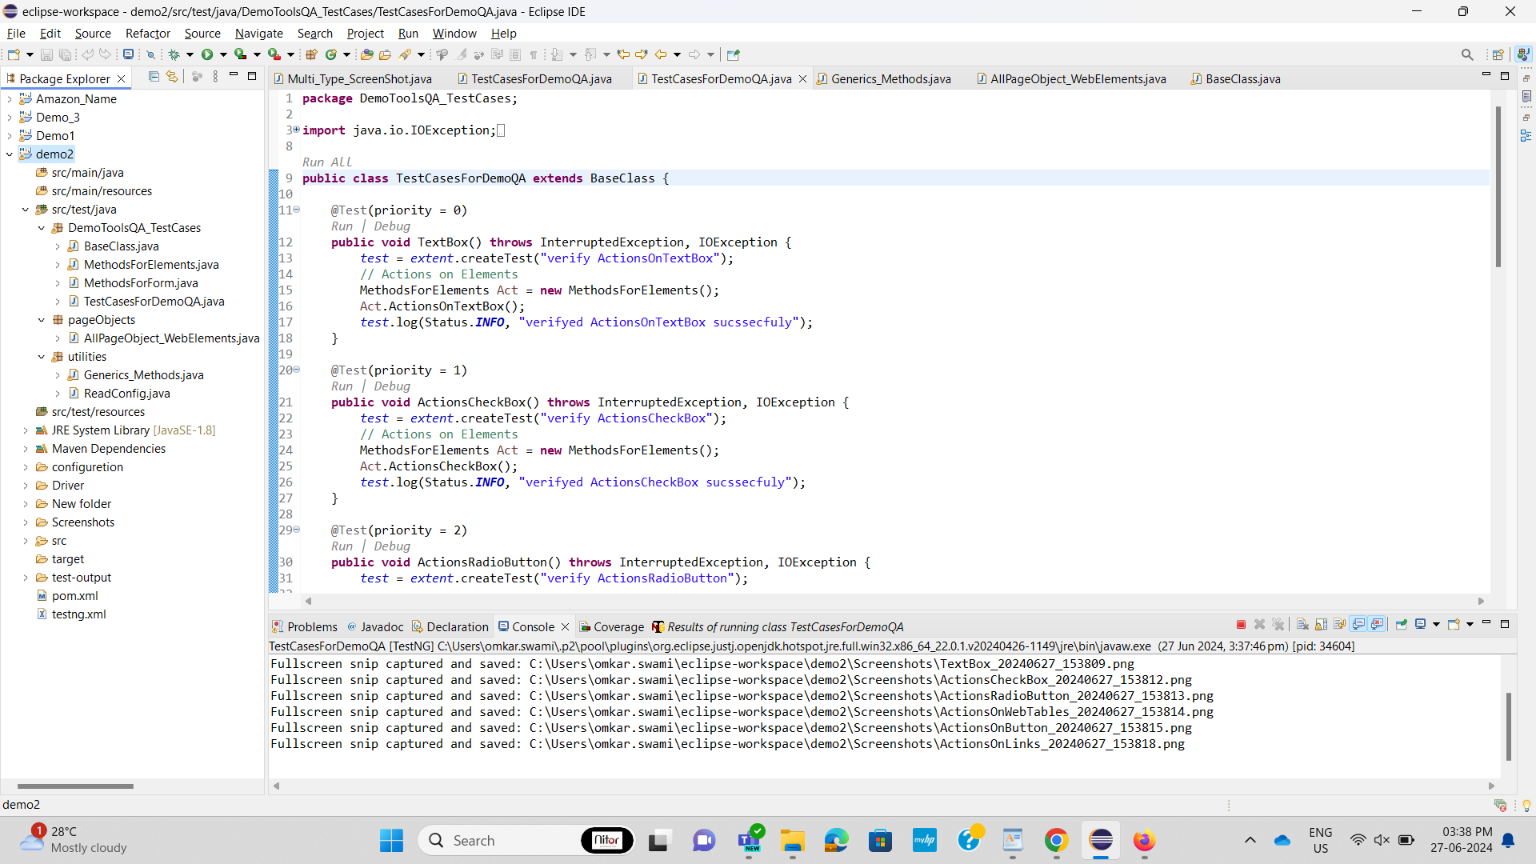 eclipse-workspace - demo2/src/test/java/DemoToolsQA_TestCases/TestCasesForDemoQA.java - Eclipse IDE
File Edit Source Refactor Source Navigate Search Project Run Window Help
Package Explorer
Multi_Type_ScreenShot.java TestCasesForDemoQA.java TestCasesForDemoQA.java Generics_Methods.java AllPageObject_WebElements.java BaseClass.java
Amazon_Name
Demo_3
Demo1
demo2
src/main/java
src/main/resources
src/test/java
DemoToolsQA_TestCases
BaseClass.java
MethodsForElements.java
MethodsForForm.java
TestCasesForDemoQA.java
pageObjects
AllPageObject_WebElements.java
utilities
Generics_Methods.java
ReadConfig.java
src/test/resources
JRE System Library [JavaSE-1.8]
Maven Dependencies
configuretion
Driver
New folder
Screenshots
src
target
test-output
pom.xml
testng.xml
1 package DemoToolsQA_TestCases;
2
3 import java.io.IOException;
8
Run All
9 public class TestCasesForDemoQA extends BaseClass {
10
11 @Test(priority = 0)
Run | Debug
12 public void TextBox() throws InterruptedException, IOException {
13 test = extent.createTest("verify ActionsOnTextBox");
14 // Actions on Elements
15 MethodsForElements Act = new MethodsForElements();
16 Act.ActionsOnTextBox();
17 test.log(Status.INFO, "verifyed ActionsOnTextBox sucssecfuly");
18 }
19
20 @Test(priority = 1)
Run | Debug
21 public void ActionsCheckBox() throws InterruptedException, IOException {
22 test = extent.createTest("verify ActionsCheckBox");
23 // Actions on Elements
24 MethodsForElements Act = new MethodsForElements();
25 Act.ActionsCheckBox();
26 test.log(Status.INFO, "verifyed ActionsCheckBox sucssecfuly");
27 }
28
29 @Test(priority = 2)
Run | Debug
30 public void ActionsRadioButton() throws InterruptedException, IOException {
31 test = extent.createTest("verify ActionsRadioButton");
Problems Javadoc Declaration Console Coverage Results of running class TestCasesForDemoQA
TestCasesForDemoQA [TestNG] C:\Users\omkar.swami\.p2\pool\plugins\org.eclipse.justj.openjdk.hotspot.jre.full.win32.x86_64_22.0.1.v20240426-1149\jre\bin\javaw.exe (27 Jun 2024, 3:37:46 pm) [pid: 34604]
Fullscreen snip captured and saved: C:\Users\omkar.swami\eclipse-workspace\demo2\Screenshots\TextBox_20240627_153809.png
Fullscreen snip captured and saved: C:\Users\omkar.swami\eclipse-workspace\demo2\Screenshots\ActionsCheckBox_20240627_153812.png
Fullscreen snip captured and saved: C:\Users\omkar.swami\eclipse-workspace\demo2\Screenshots\ActionsRadioButton_20240627_153813.png
Fullscreen snip captured and saved: C:\Users\omkar.swami\eclipse-workspace\demo2\Screenshots\ActionsOnWebTables_20240627_153814.png
Fullscreen snip captured and saved: C:\Users\omkar.swami\eclipse-workspace\demo2\Screenshots\ActionsOnButton_20240627_153815.png
Fullscreen snip captured and saved: C:\Users\omkar.swami\eclipse-workspace\demo2\Screenshots\ActionsOnLinks_20240627_153818.png
demo2
1
28°C
Mostly cloudy
Search
Nitor
NEW
myhp
ENG
US
03:38 PM
27-06-2024